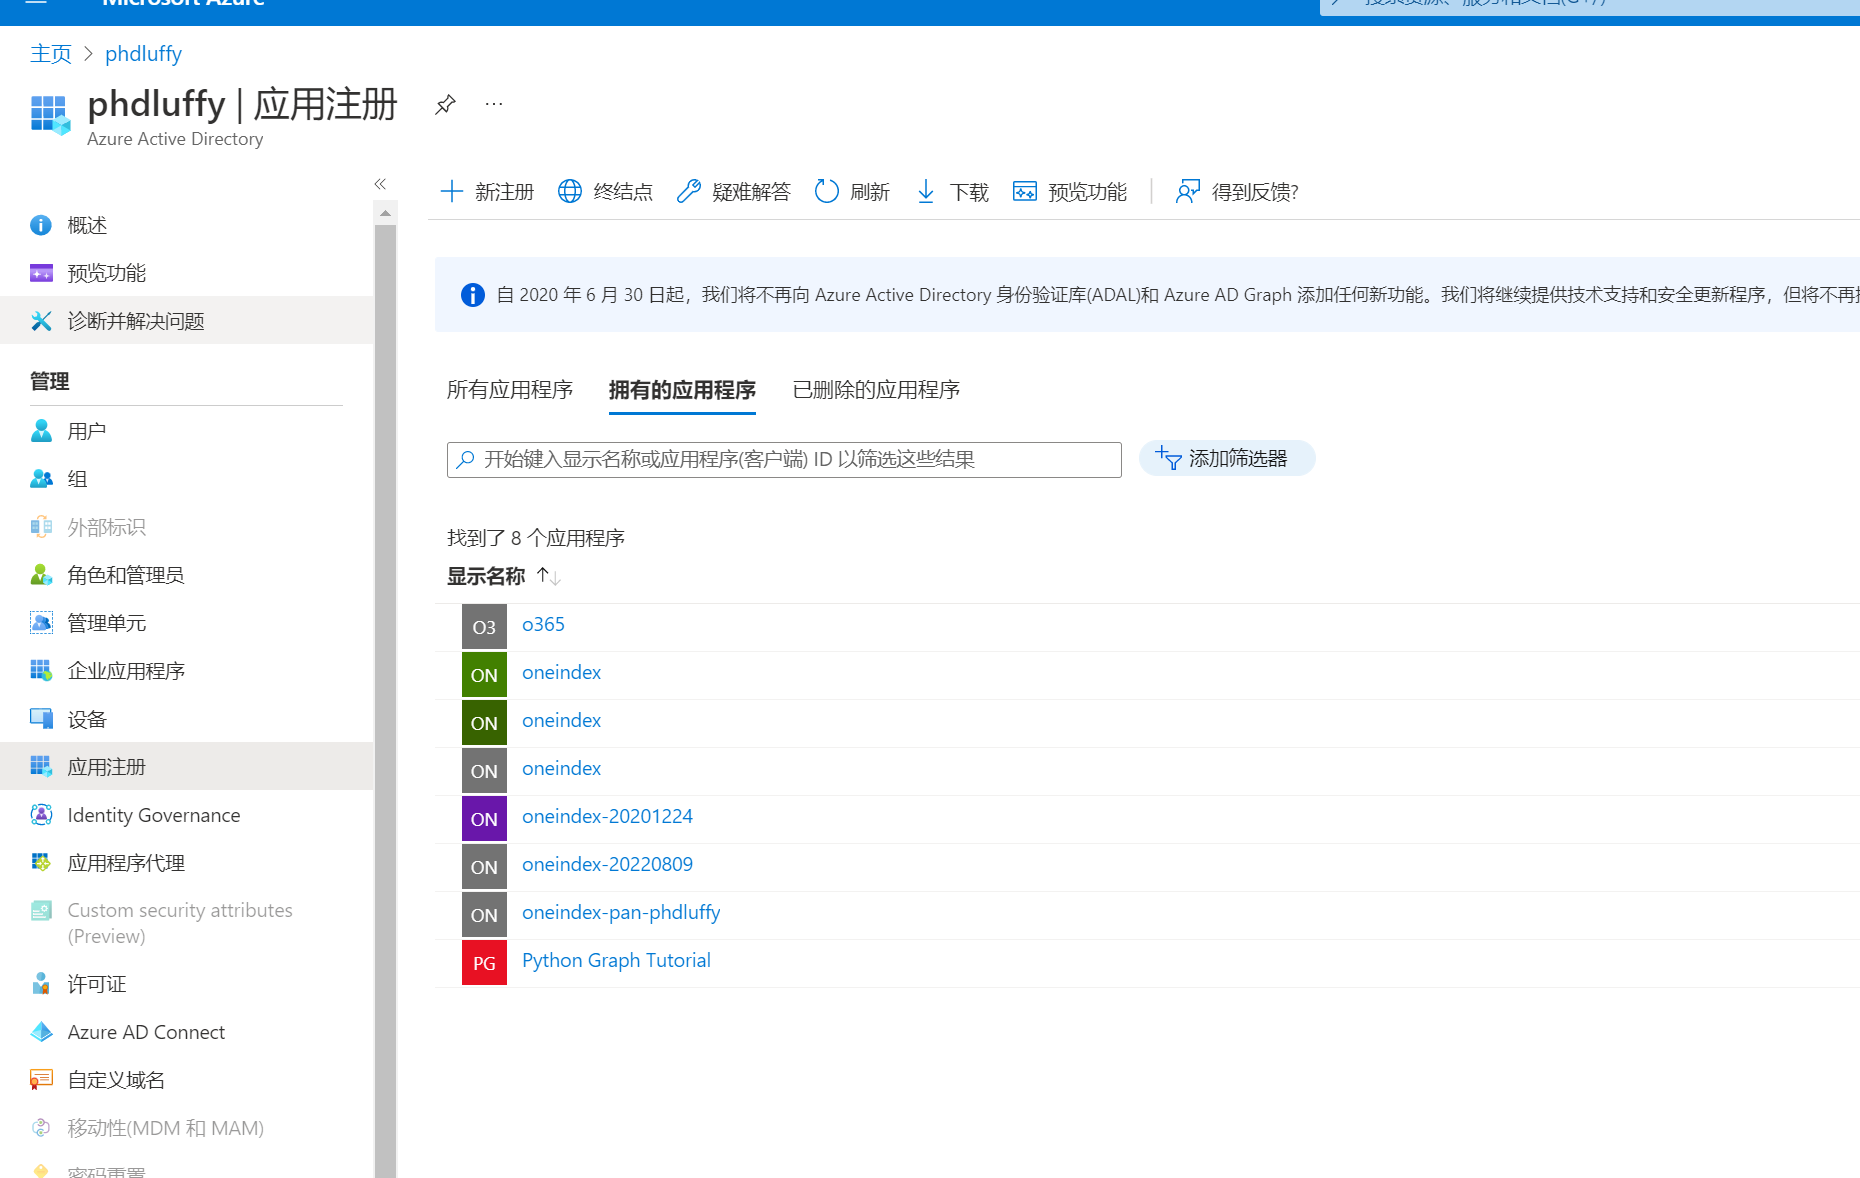 Microsoft Azure
搜索资源、服务和文档(G+/)
主页 > phdluffy
phdluffy | 应用注册
Azure Active Directory
概述
预览功能
诊断并解决问题
管理
用户
组
外部标识
角色和管理员
管理单元
企业应用程序
设备
应用注册
Identity Governance
应用程序代理
Custom security attributes
(Preview)
许可证
Azure AD Connect
自定义域名
移动性(MDM 和 MAM)
密码重置
新注册 终结点 疑难解答 刷新 下载 预览功能 得到反馈?
自 2020 年 6 月 30 日起，我们将不再向 Azure Active Directory 身份验证库(ADAL)和 Azure AD Graph 添加任何新功能。我们将继续提供技术支持和安全更新程序，但将不再
所有应用程序 拥有的应用程序 已删除的应用程序
开始键入显示名称或应用程序(客户端) ID 以筛选这些结果 添加筛选器
找到了 8 个应用程序
显示名称
O3 o365
ON oneindex
ON oneindex
ON oneindex
ON oneindex-20201224
ON oneindex-20220809
ON oneindex-pan-phdluffy
PG Python Graph Tutorial